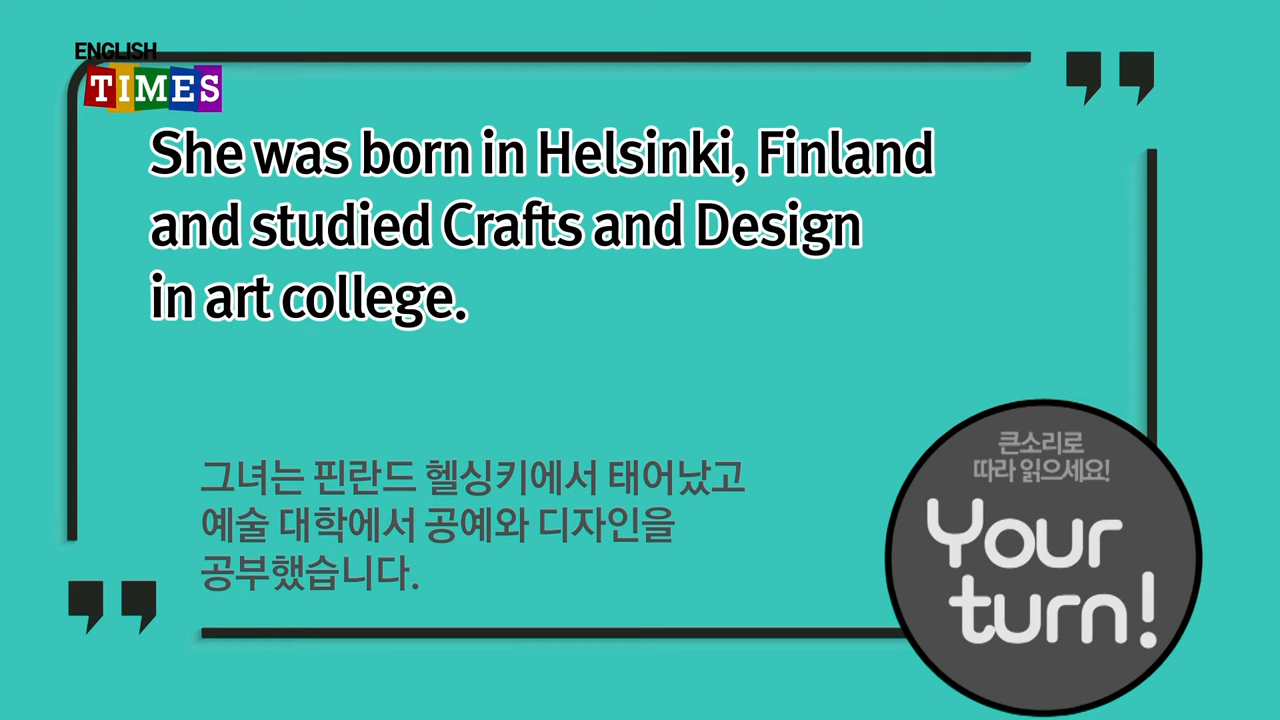 ENGLISH
TIMES
She was born in Helsinki, Finland
and studied Crafts and Design
in art college.
그녀는 핀란드 헬싱키에서 태어났고
예술 대학에서 공예와 디자인을
공부했습니다.
큰소리로
따라 읽으세요!
Your
turn!